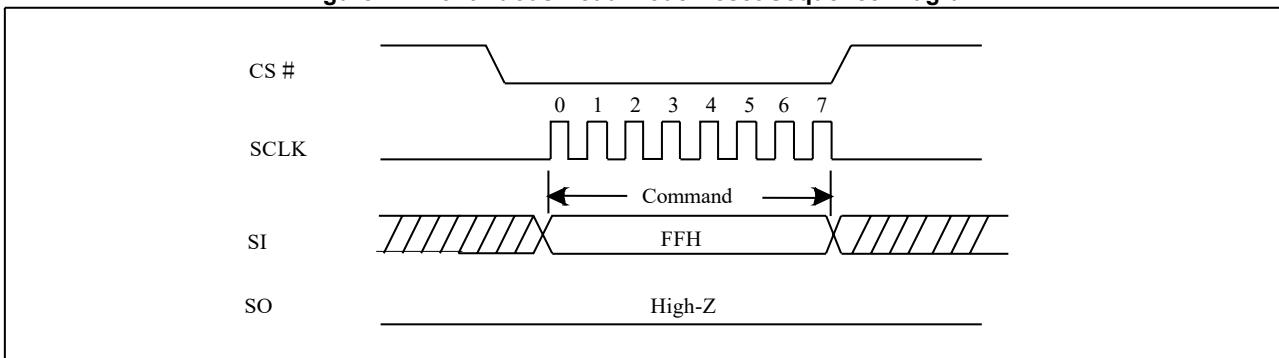 CS #
0 1 2 3 4 5 6 7
SCLK
Command
SI
FFH
SO
High-Z